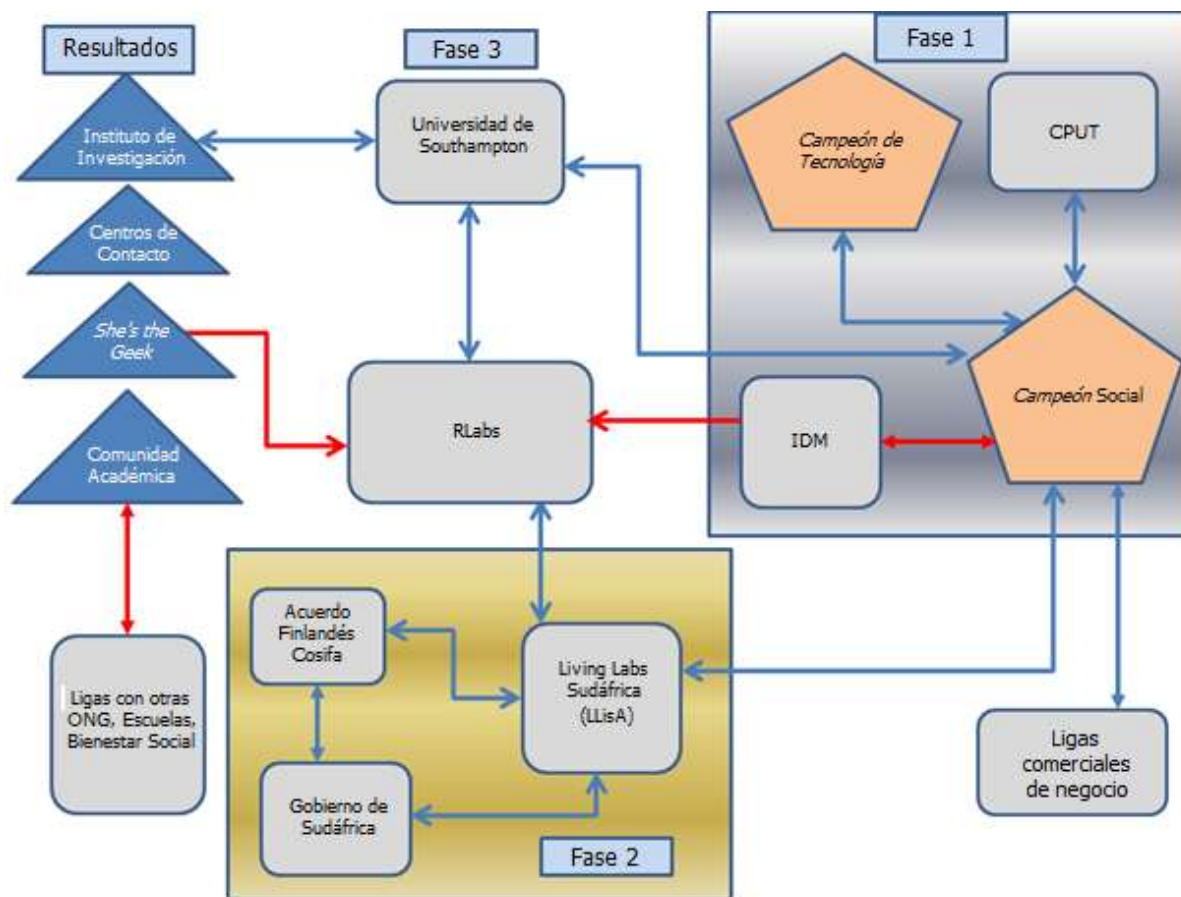 Resultados
Instituto de
Investigación
Centros de
Contacto
She's the
Geek
Comunidad
Académica
Ligas con otras
ONG, Escuelas,
Bienestar Social
Fase 3
Universidad de
Southampton
RLabs
Fase 1
Campeón de
Tecnología
CPUT
Campeón Social
IDM
Acuerdo
Finlandés
Cosifa
Living Labs
Sudáfrica
(LLisA)
Gobierno de
Sudáfrica
Fase 2
Ligas
comerciales
de negocio